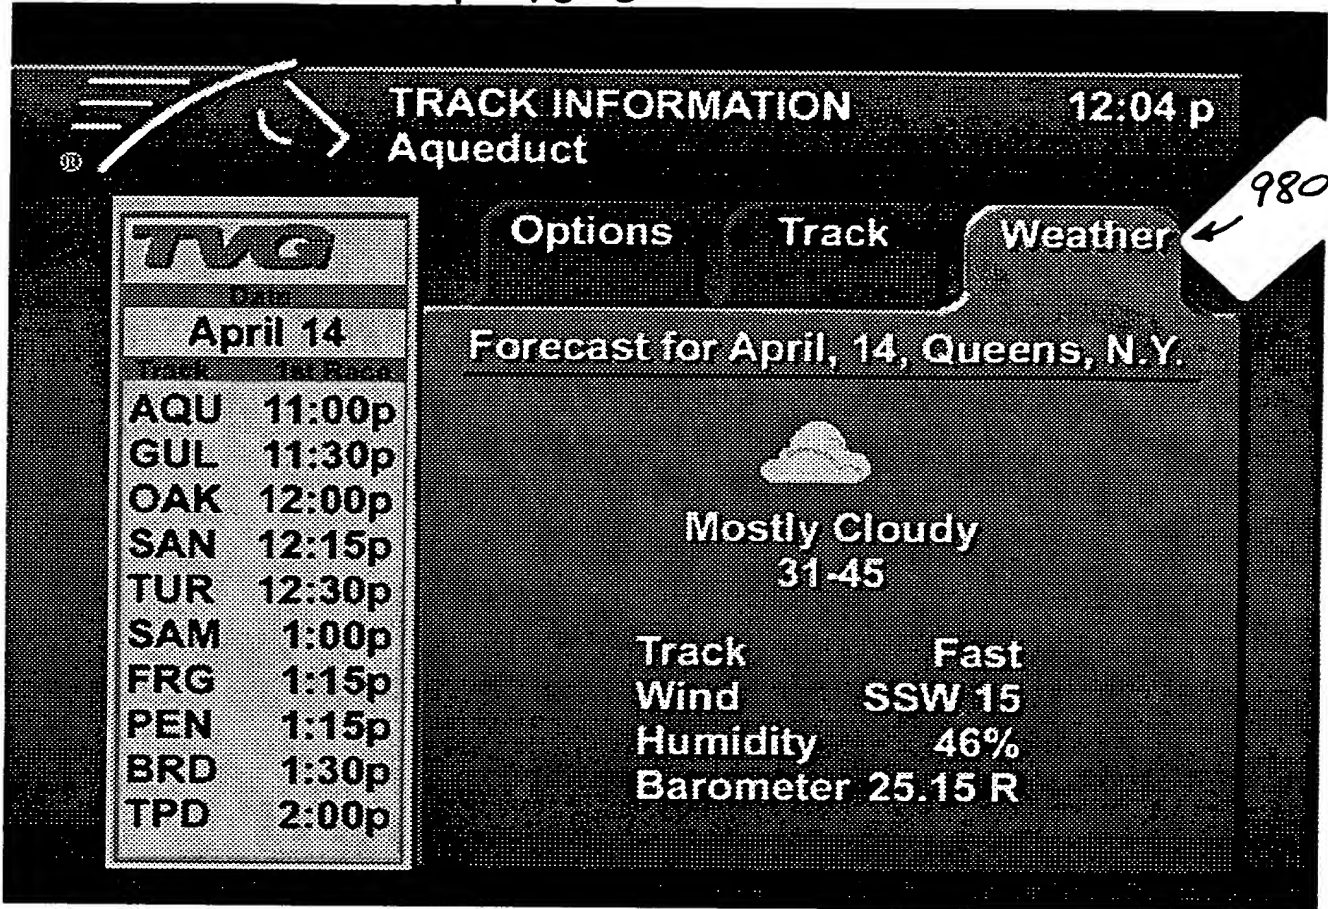 TRACK INFORMATION 12:04 p
Aqueduct
®
980
TVG
Date
April 14
Track 1st Race
AQU 11:00p
GUL 11:30p
OAK 12:00p
SAN 12:15p
TUR 12:30p
SAM 1:00p
FRG 1:15p
PEN 1:15p
BRD 1:30p
TPD 2:00p
Options Track Weather
Forecast for April, 14, Queens, N.Y.
Mostly Cloudy
31-45
Track Fast
Wind SSW 15
Humidity 46%
Barometer 25.15 R